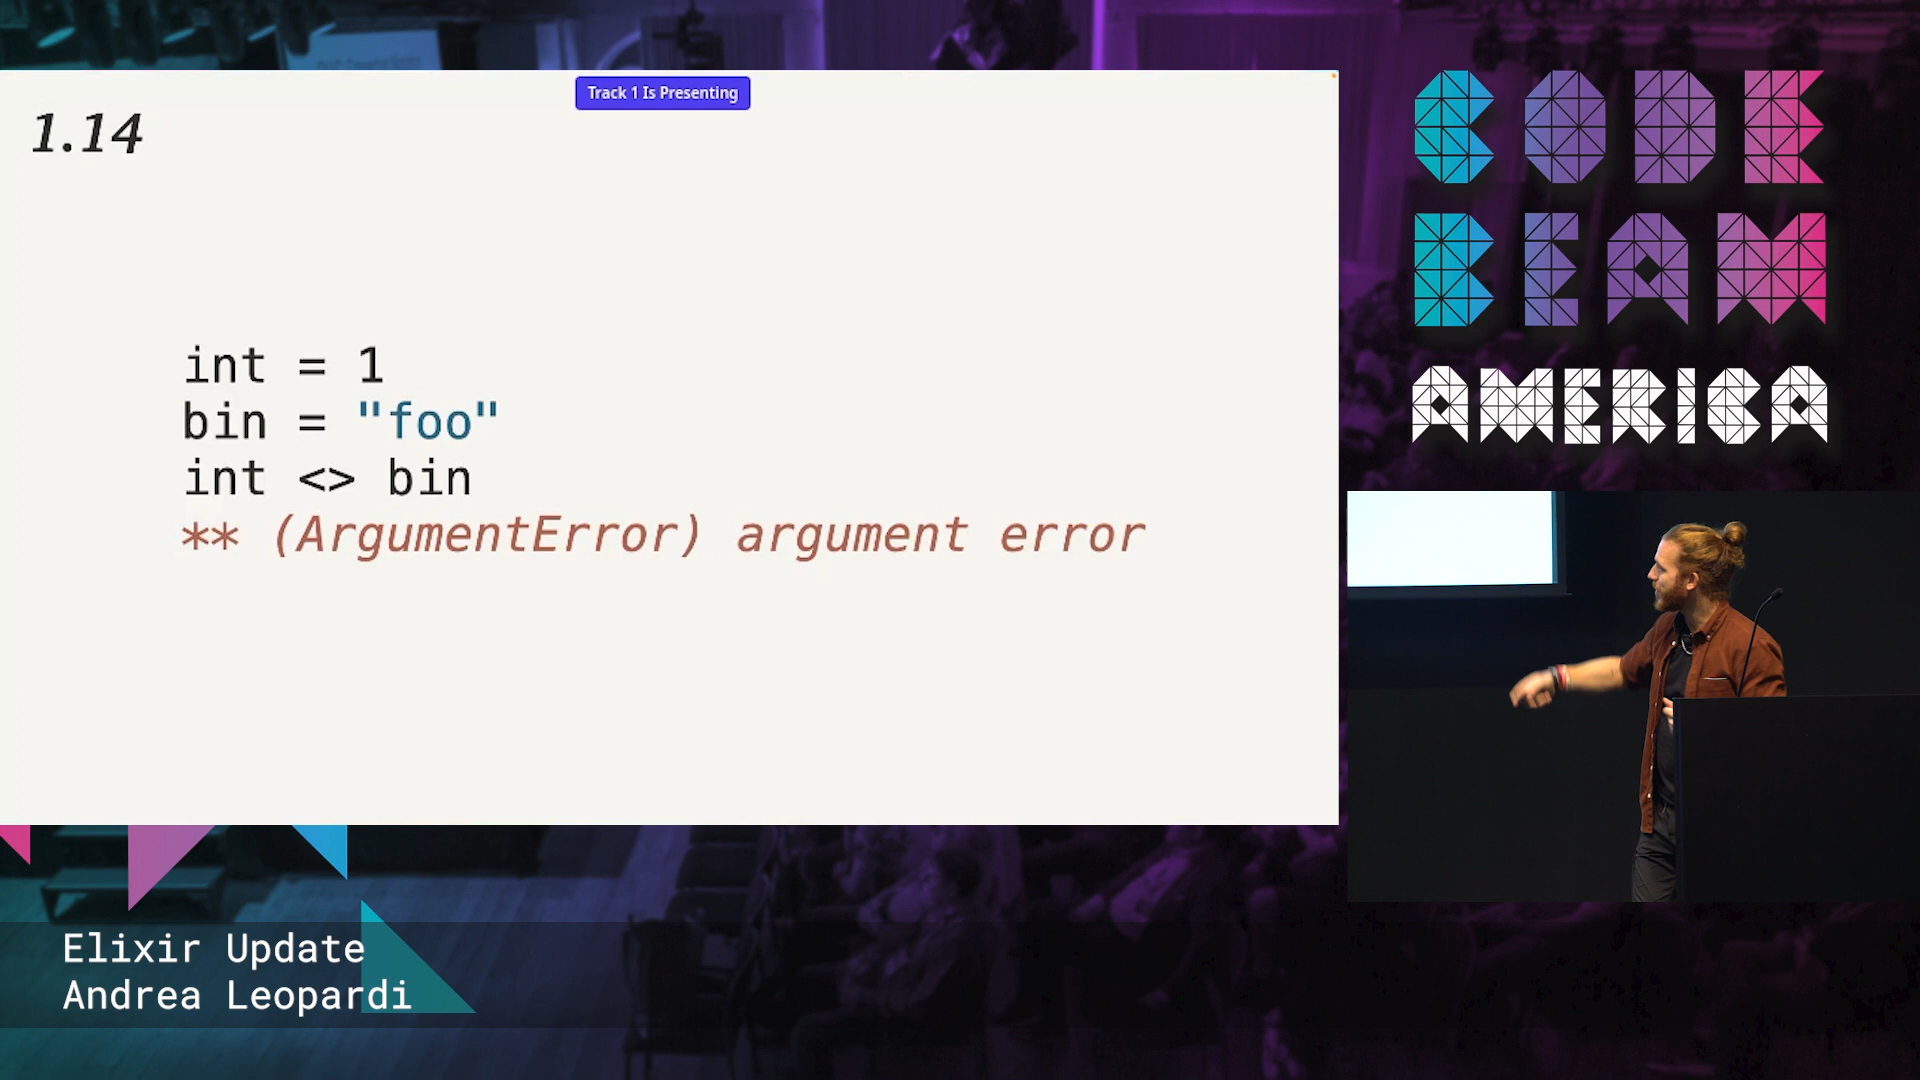 Track 1 Is Presenting
1.14
int = 1
bin = "foo"
int <> bin
** (ArgumentError) argument error
CODE
BEAM
AMERICA
Elixir Update
Andrea Leopardi